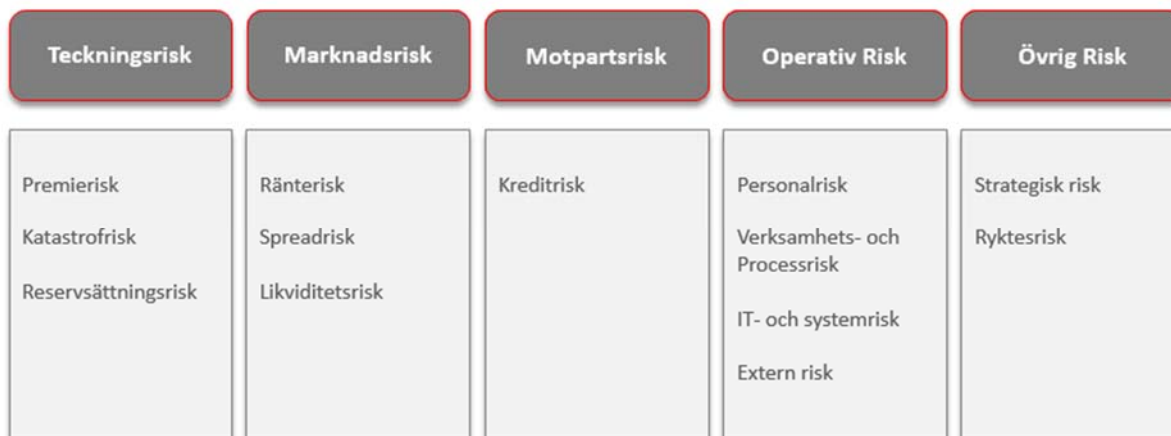 Teckningsrisk
Marknadsrisk
Motpartsrisk
Operativ Risk
Övrig Risk
Premierisk
Katastrofrisk
Reservsättningsrisk
Ränterisk
Spreadrisk
Likviditetsrisk
Kreditrisk
Personalrisk
Verksamhets- och
Processrisk
IT- och systemrisk
Extern risk
Strategisk risk
Ryktesrisk